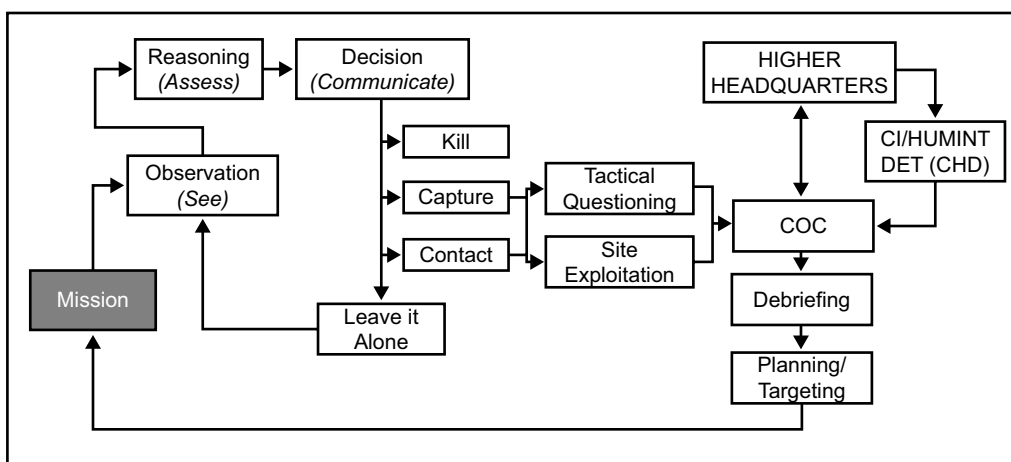 Reasoning
(Assess)
Decision
(Communicate)
HIGHER
HEADQUARTERS
CI/HUMINT
DET (CHD)
Kill
Observation
(See)
Capture
Tactical
Questioning
COC
Contact
Site
Exploitation
Mission
Leave it
Alone
Debriefing
Planning/
Targeting